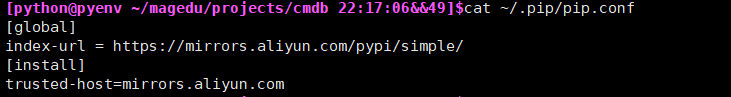 [python@pyenv ~/magedu/projects/cmdb 22:17:06&&49]$cat ~/.pip/pip.conf
[global]
index-url = https://mirrors.aliyun.com/pypi/simple/
[install]
trusted-host=mirrors.aliyun.com